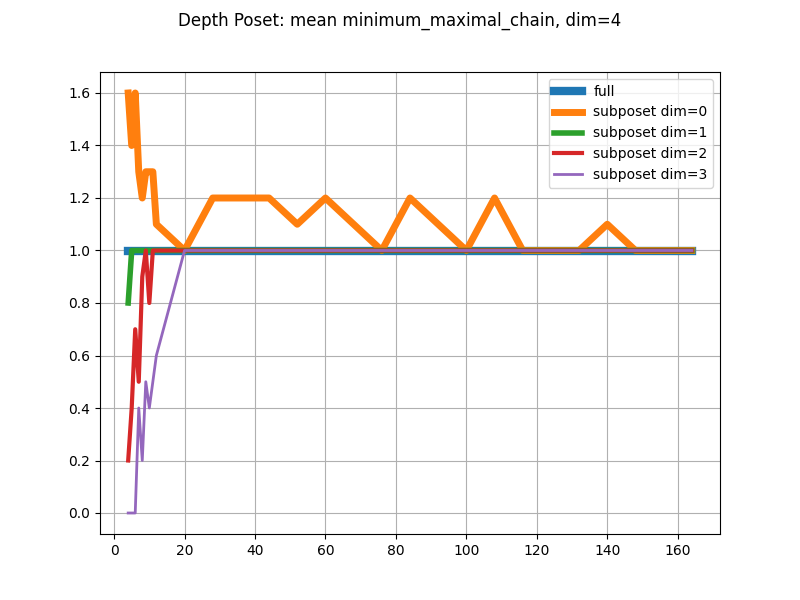 Depth Poset: mean minimum_maximal_chain, dim=4
full
subposet dim=0
subposet dim=1
subposet dim=2
subposet dim=3
1.6
1.4
1.2
1.0
0.8
0.6
0.4
0.2
0.0
0 20 40 60 80 100 120 140 160